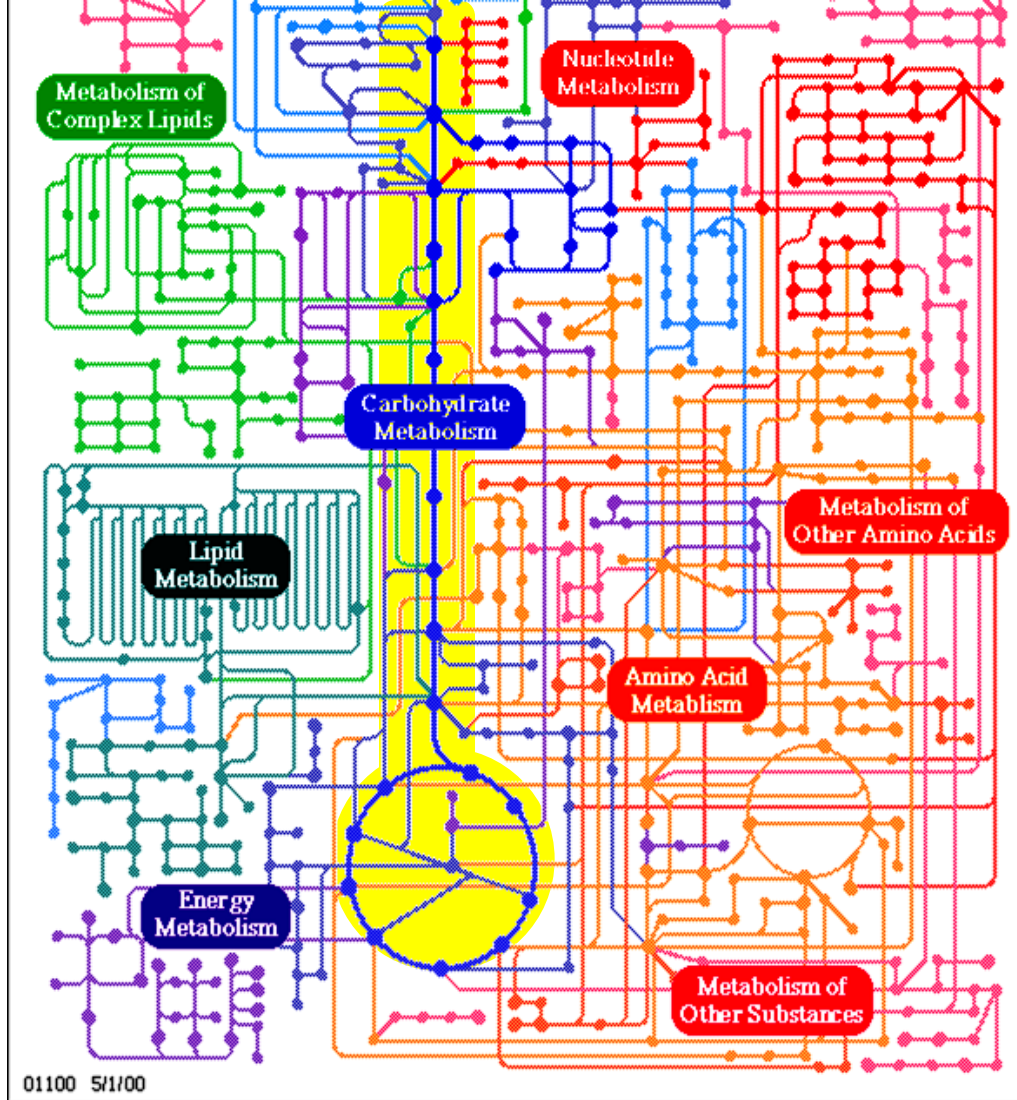 Nucleotide
Metabolism
Metabolism of
Complex Lipids
Carbohydrate
Metabolism
Metabolism of
Other Amino Acids
Lipid
Metabolism
Amino Acid
Metablism
Energy
Metabolism
Metabolism of
Other Substances
01100 5/1/00